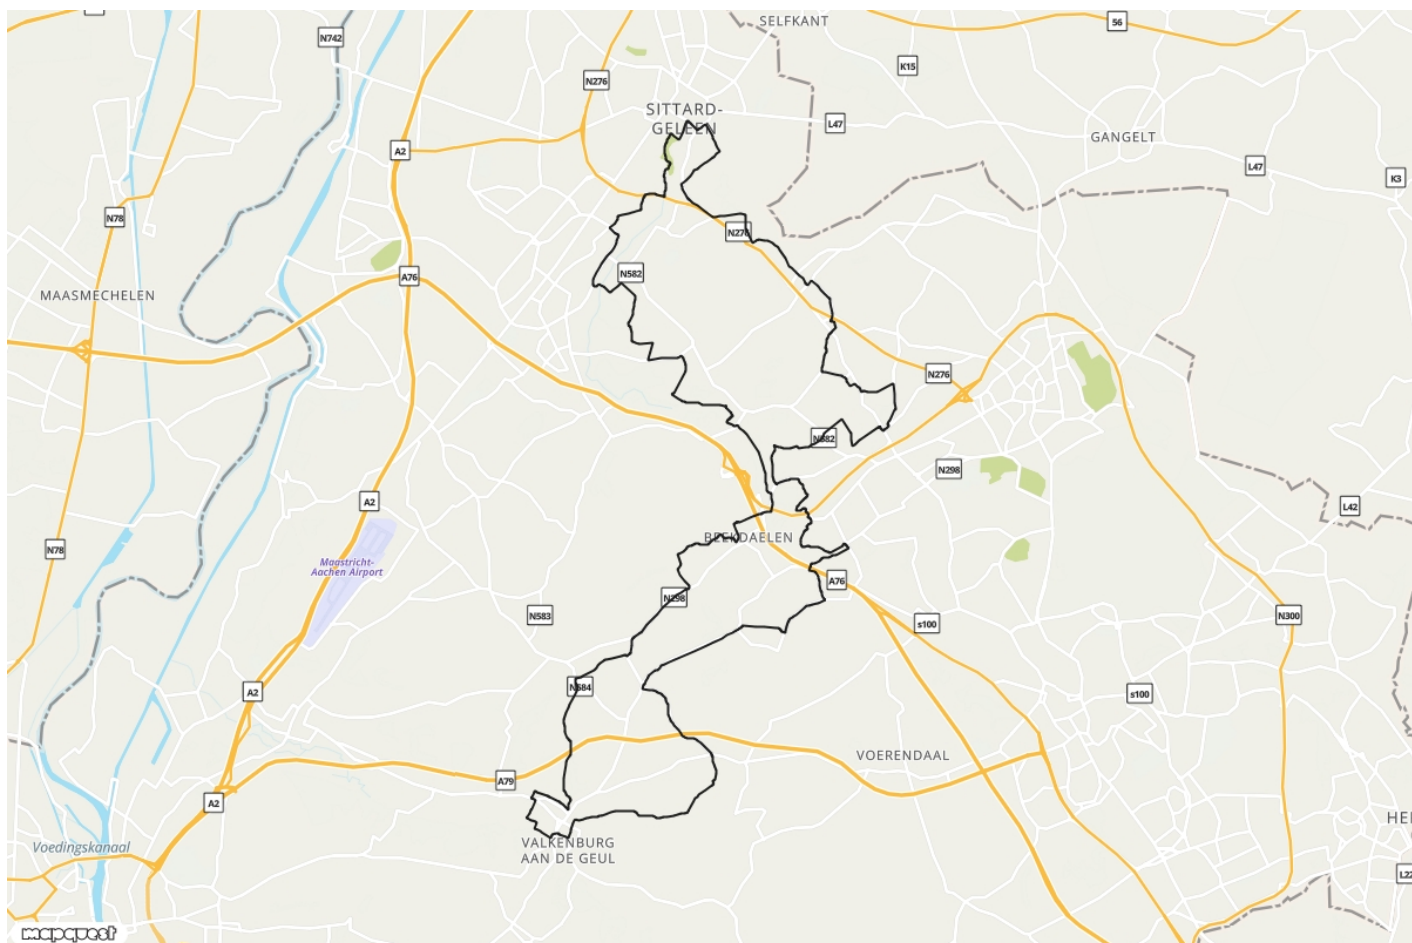 SELFKANT
56
N742
K15
N276
SITTARD-
GELEEN
L47
GANGELT
A2
L47
K3
N78
N276
N582
A76
MAASMECHELEN
N276
N582
N298
A2
L42
BEEKDAELEN
N78
Maastricht-
Aachen Airport
A76
N298
N583
s100
N300
N584
A2
s100
VOERENDAAL
A79
A2
HE
Voedingskanaal
VALKENBURG
AAN DE GEUL
L22
mapquest